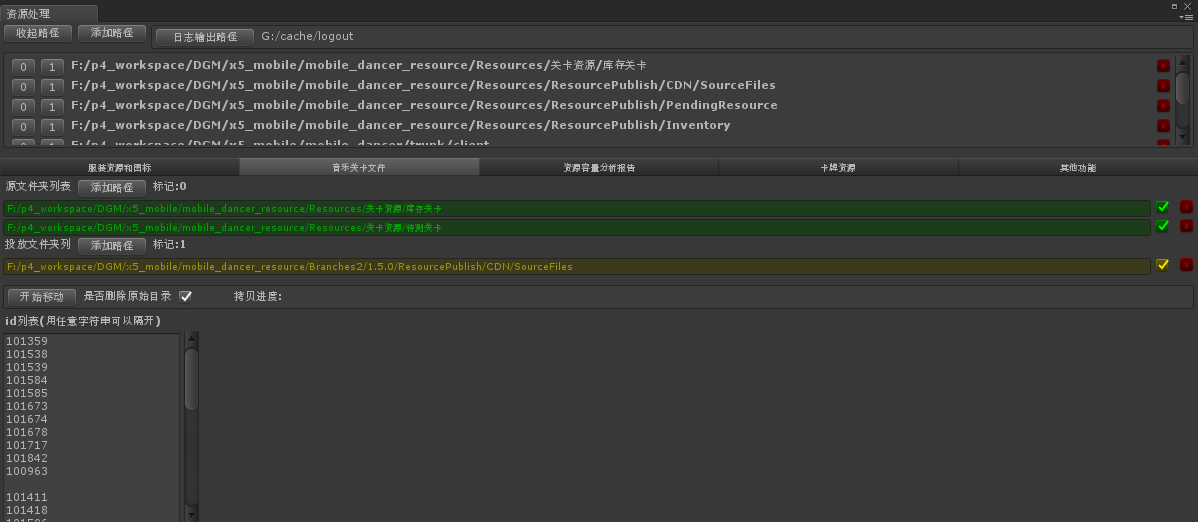 资源处理
收起路径 添加路径 日志输出路径 G:/cache/logout
0 1 F:/p4_workspace/DGM/x5_mobile/mobile_dancer_resource/Resources/关卡资源/库存关卡 x
0 1 F:/p4_workspace/DGM/x5_mobile/mobile_dancer_resource/Resources/ResourcePublish/CDN/SourceFiles x
0 1 F:/p4_workspace/DGM/x5_mobile/mobile_dancer_resource/Resources/ResourcePublish/PendingResource x
0 1 F:/p4_workspace/DGM/x5_mobile/mobile_dancer_resource/Resources/ResourcePublish/Inventory x
0 1 F:/p4_workspace/DGM/x5_mobile/mobile_dancer/trunk/client
服装资源和图标 音乐关卡文件 资源容量分析报告 卡牌资源 其他功能
源文件夹列表 添加路径 标记:0
F:/p4_workspace/DGM/x5_mobile/mobile_dancer_resource/Resources/关卡资源/库存关卡 x
F:/p4_workspace/DGM/x5_mobile/mobile_dancer_resource/Resources/关卡资源/待测关卡 x
投放文件夹列 添加路径 标记:1
F:/p4_workspace/DGM/x5_mobile/mobile_dancer_resource/Branches2/1.5.0/ResourcePublish/CDN/SourceFiles x
开始移动 是否删除原始目录 拷贝进度:
id列表(用任意字符串可以隔开)
101359
101538
101539
101584
101585
101673
101674
101678
101717
101842
100963
101411
101418